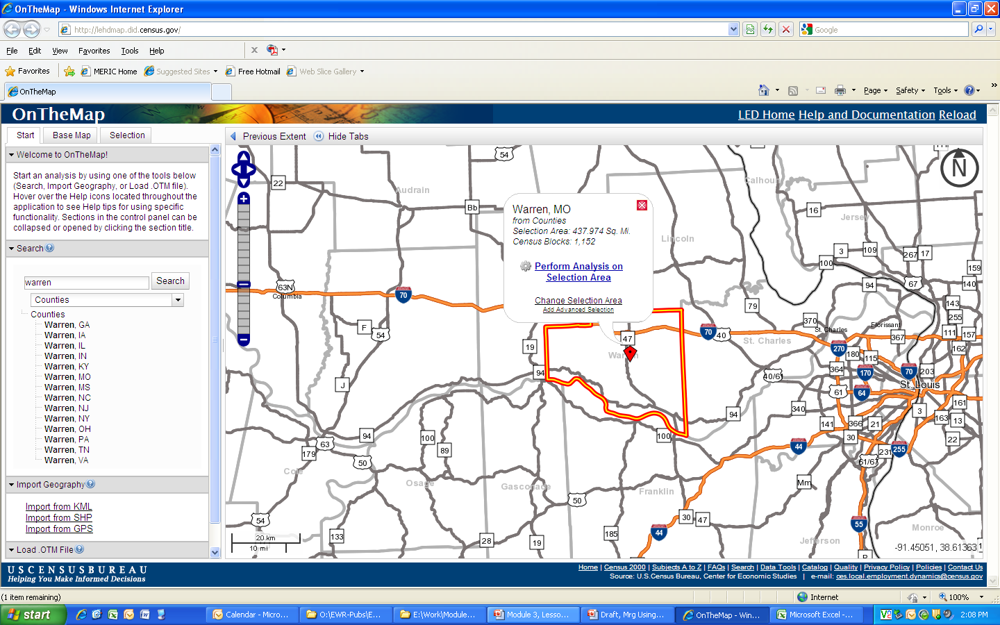 OnTheMap - Windows Internet Explorer
http://lehdmap.did.census.gov/
Google
File Edit View Favorites Tools Help
Favorites MERIC Home Suggested Sites Free Hotmail Web Slice Gallery
OnTheMap
Page Safety Tools
OnTheMap
LED Home Help and Documentation Reload
Start Base Map Selection
Previous Extent Hide Tabs
Welcome to OnTheMap!
Start an analysis by using one of the tools below
(Search, Import Geography, or Load .OTM file).
Hover over the Help icons located throughout the
application to see Help tips for using specific
functionality. Sections in the control panel can be
collapsed or opened by clicking the section title.
Search
warren Search
Counties
Counties
Warren, GA
Warren, IA
Warren, IL
Warren, IN
Warren, KY
Warren, MO
Warren, MS
Warren, NC
Warren, NJ
Warren, NY
Warren, OH
Warren, PA
Warren, TN
Warren, VA
Import Geography
Import from KML
Import from SHP
Import from GPS
Load .OTM File
Warren, MO
from Counties
Selection Area: 437.974 Sq. Mi.
Census Blocks: 1,152
Perform Analysis on
Selection Area
Change Selection Area
Add Advanced Selection
54
N
22
Audrain
Calhoun
Bb
16
Jersey
Lincoln
3 109
267 17
100
159
63N
94
67
140
Columbia
70
79
143
255
370
Florissant
F
54
47
70
40
St. Charles
St. Charles
367
111 157
19
270
162
180 115
94
40/61
364
170
70
203
J
St. Louis
61
64
340
161
94
141
366 21
3
163 13
100
94
100
30
22
63
179
89
44
231
255
50
61/67
Cole
Osage
Gasconade
Franklin
Mm
50
54
30 47
55
Monroe
133
28
19
185
44
Jefferson
20 km
10 mi
-91.45051, 38.61363
USCENSUSBUREAU
Helping You Make Informed Decisions
Home | Census 2000 | Subjects A to Z | FAQs | Search | Data Tools | Catalog | Quality | Privacy Policy | Policies | Contact Us
Source: U.S.Census Bureau, Center for Economic Studies | e-mail: ces.local.employment.dynamics@census.gov
(1 item remaining)
Internet
100%
start
Calendar - Micro...
O:\EWR-Pubs\E...
E:\Work\Module...
Module 3, Lesso...
Draft, Mrg Using...
OnTheMap - Win...
Microsoft Excel -...
2:08 PM